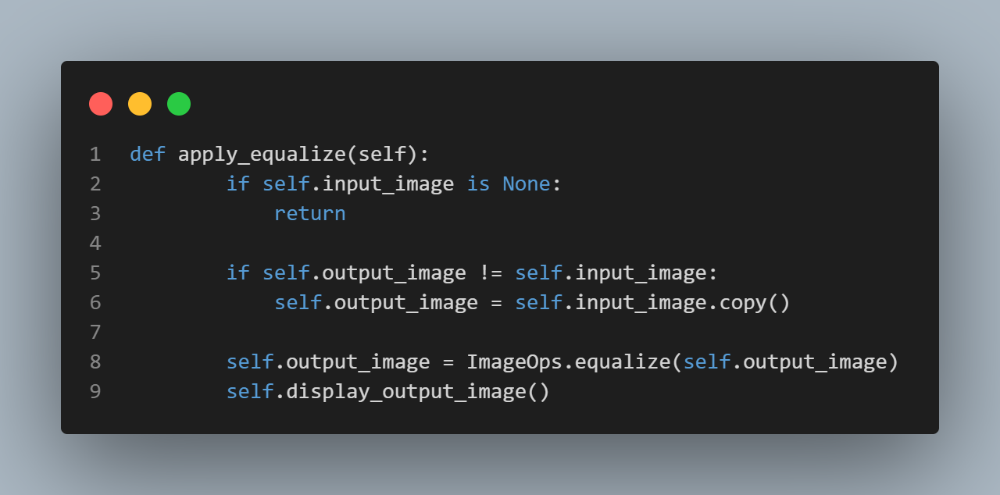 1 def apply_equalize(self):
2         if self.input_image is None:
3             return
4
5         if self.output_image != self.input_image:
6             self.output_image = self.input_image.copy()
7
8         self.output_image = ImageOps.equalize(self.output_image)
9         self.display_output_image()